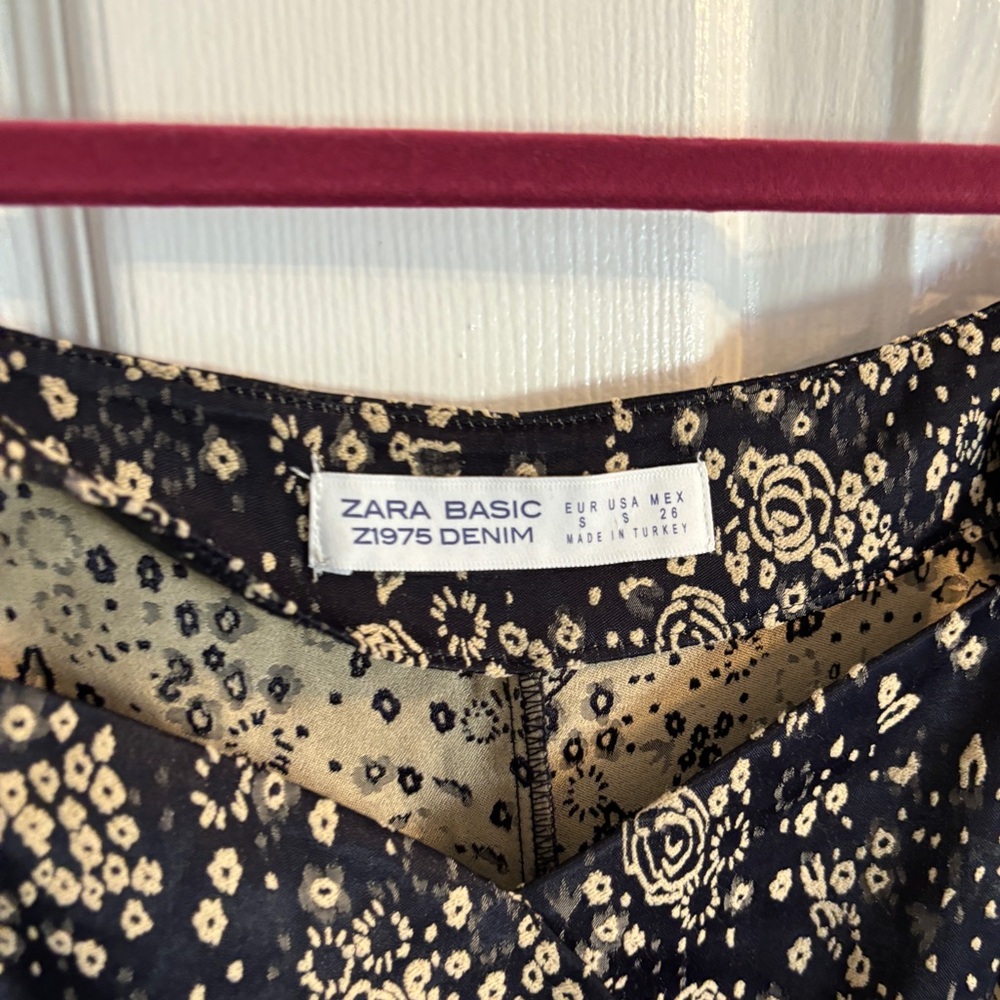 ZARA BASIC
Z1975 DENIM
EUR USA MEX
S S 26
MADE IN TURKEY